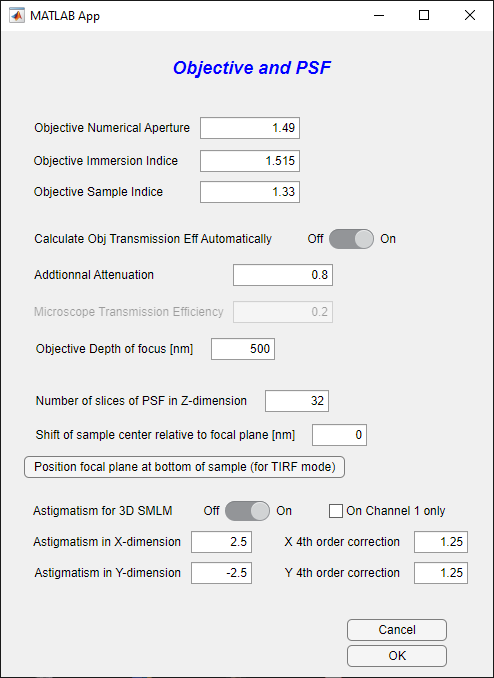 MATLAB App
Objective and PSF
Objective Numerical Aperture 1.49
Objective Immersion Indice 1.515
Objective Sample Indice 1.33
Calculate Obj Transmission Eff Automatically Off On
Addtionnal Attenuation 0.8
Microscope Transmission Efficiency 0.2
Objective Depth of focus [nm] 500
Number of slices of PSF in Z-dimension 32
Shift of sample center relative to focal plane [nm] 0
Position focal plane at bottom of sample (for TIRF mode)
Astigmatism for 3D SMLM Off On On Channel 1 only
Astigmatism in X-dimension 2.5 X 4th order correction 1.25
Astigmatism in Y-dimension -2.5 Y 4th order correction 1.25
Cancel
OK